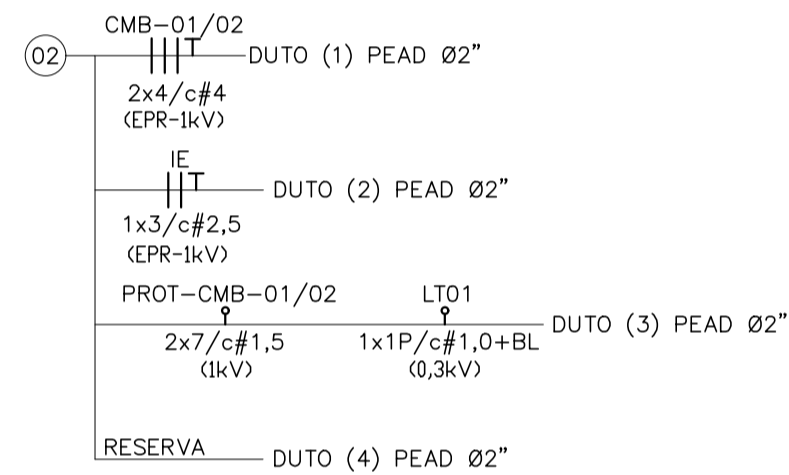 CMB-01/02
02
DUTO (1) PEAD Ø2”
2x4/c#4
(EPR-1kV)
IE
DUTO (2) PEAD Ø2”
1x3/c#2,5
(EPR-1kV)
PROT-CMB-01/02 LT01
DUTO (3) PEAD Ø2”
2x7/c#1,5 1x1P/c#1,0+BL
(1kV) (0,3kV)
RESERVA
DUTO (4) PEAD Ø2”